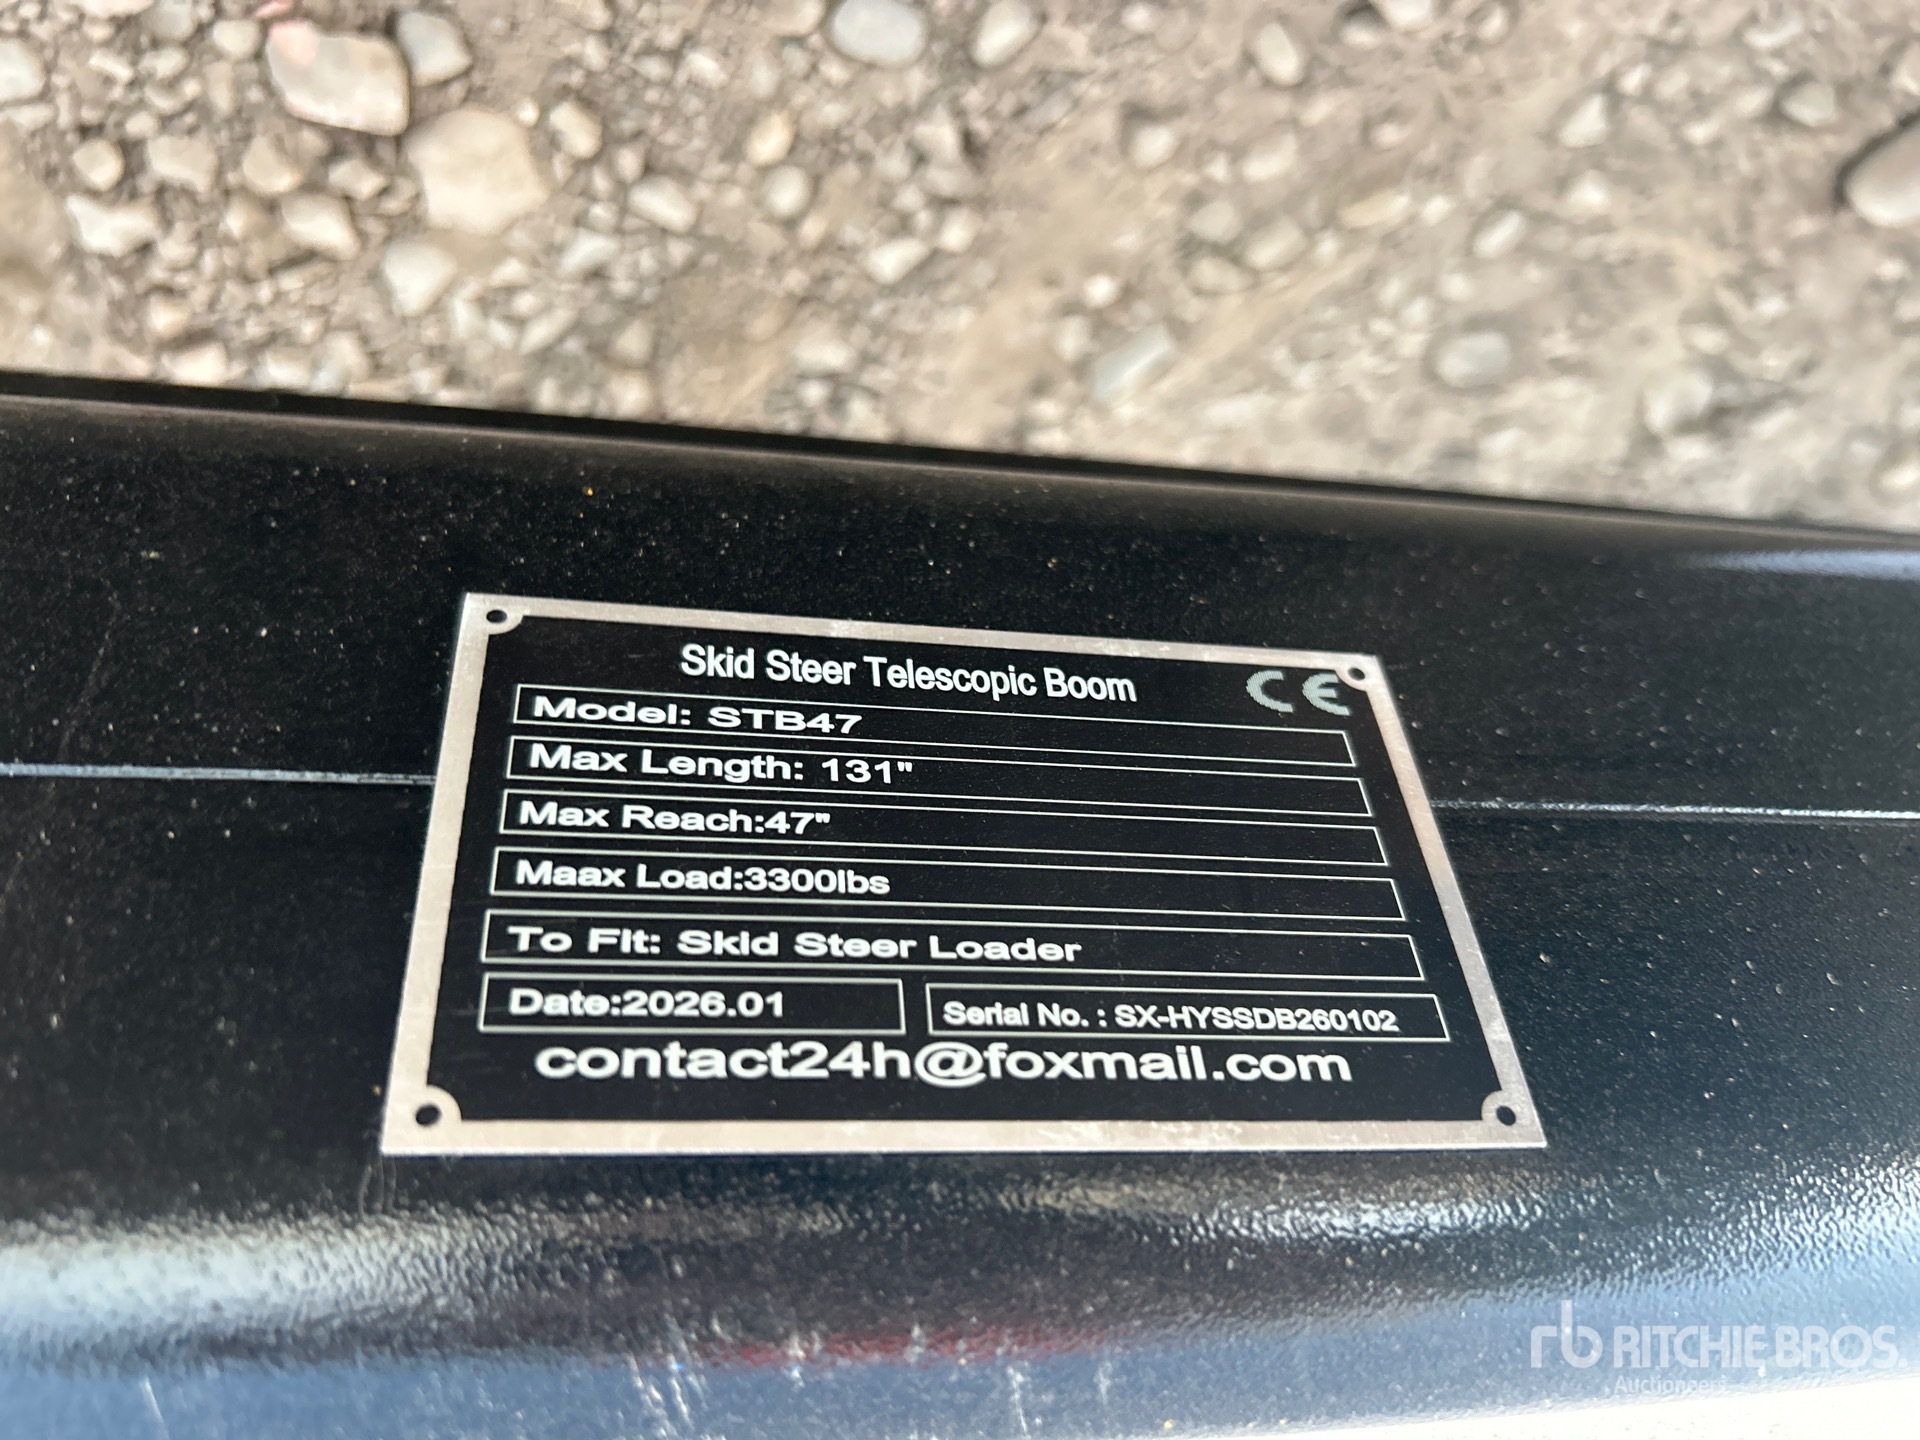 Skid Steer Telescopic Boom CE
Model: STB47
Max Length: 131"
Max Reach:47"
Maax Load:3300lbs
To Fit: Skid Steer Loader
Date:2026.01 Serial No. : SX-HYSSDB260102
contact24h@foxmail.com
rb RITCHIE BROS.
Auctioneers